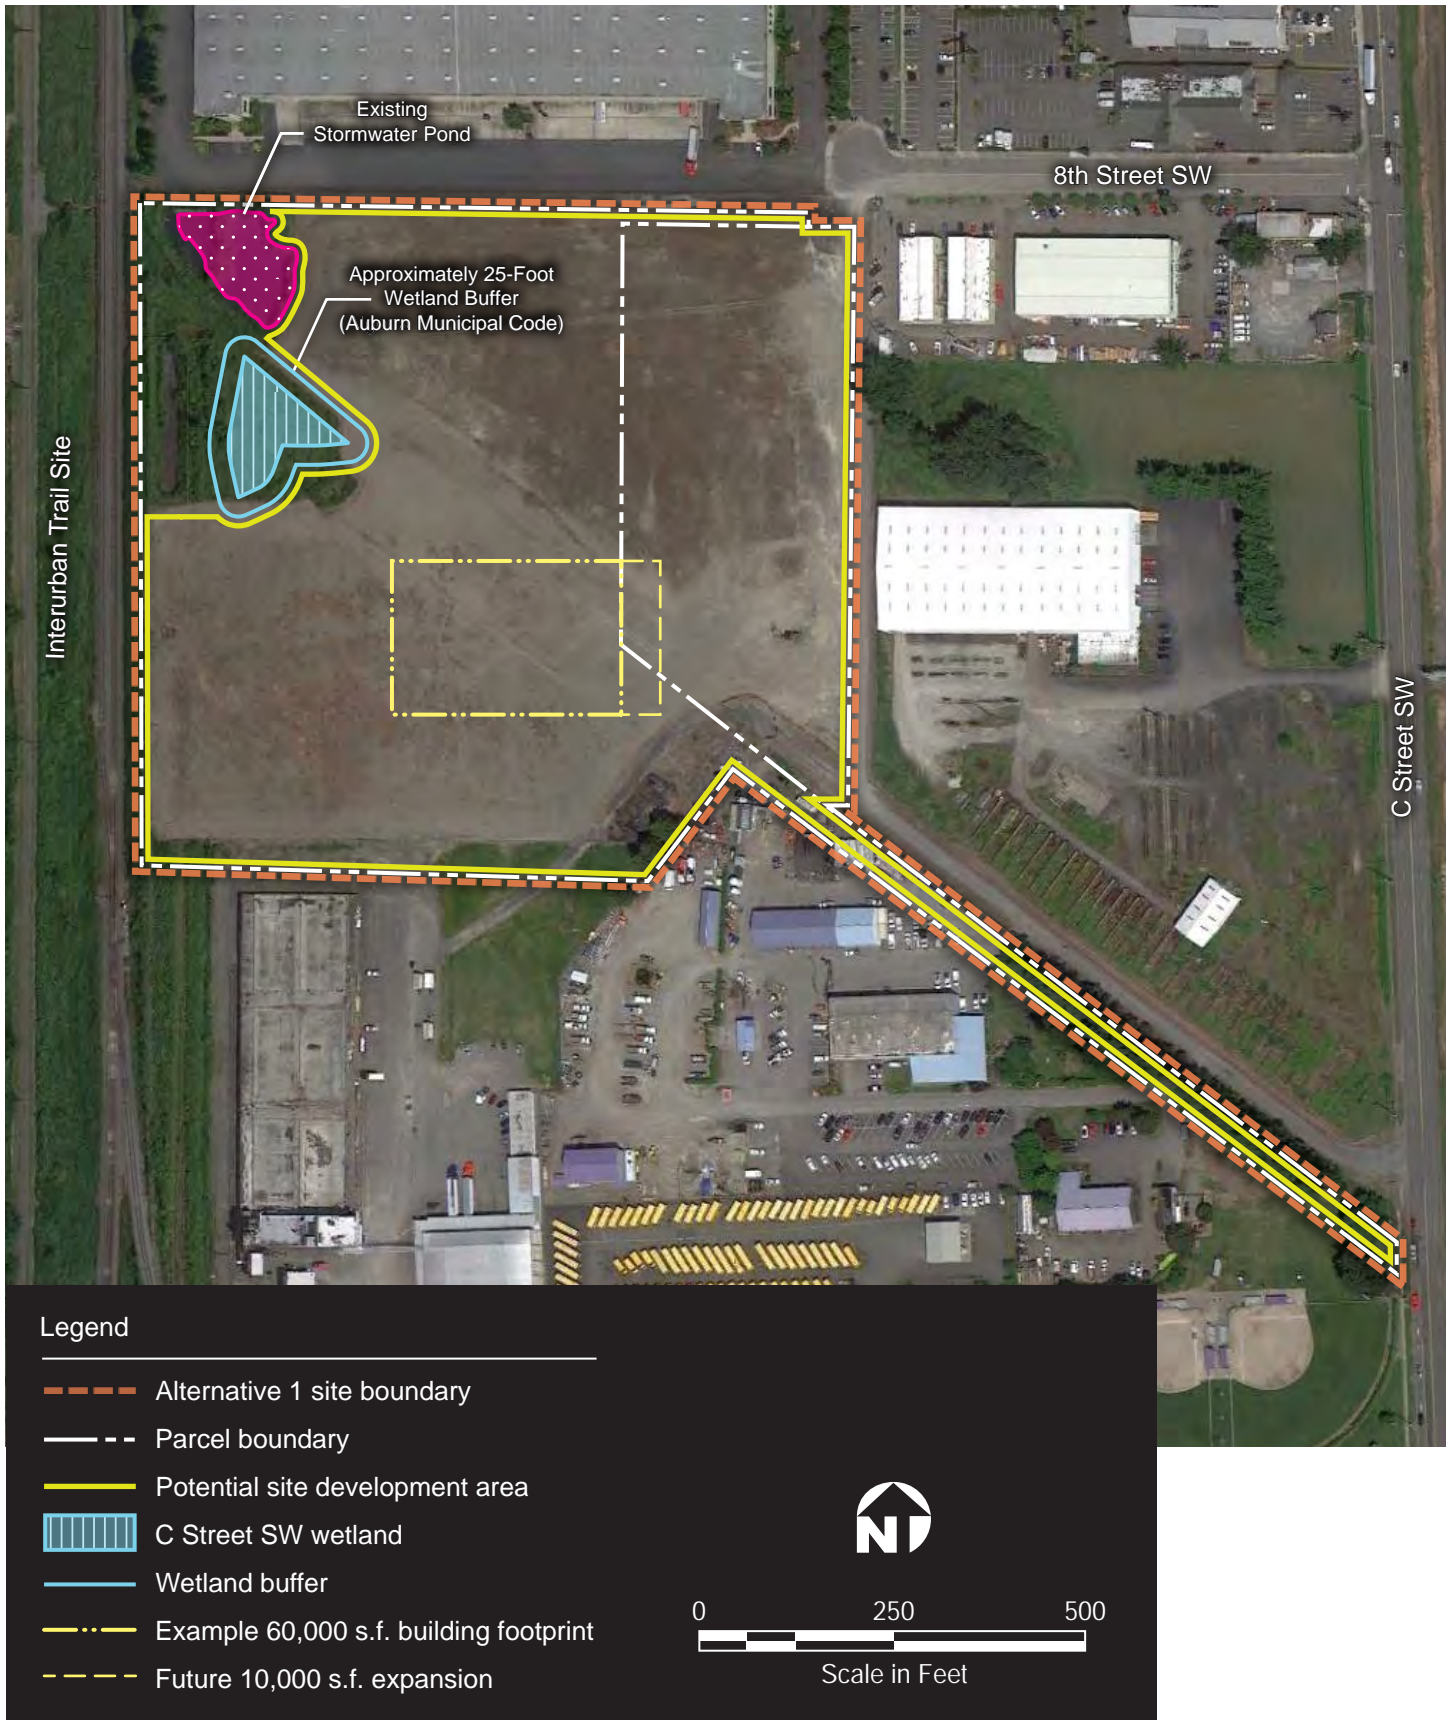 Existing
Stormwater Pond
8th Street SW
Approximately 25-Foot
Wetland Buffer
(Auburn Municipal Code)
Interurban Trail Site
C Street SW
Legend
Alternative 1 site boundary
Parcel boundary
Potential site development area
C Street SW wetland
Wetland buffer
Example 60,000 s.f. building footprint
Future 10,000 s.f. expansion
N
0 250 500
Scale in Feet